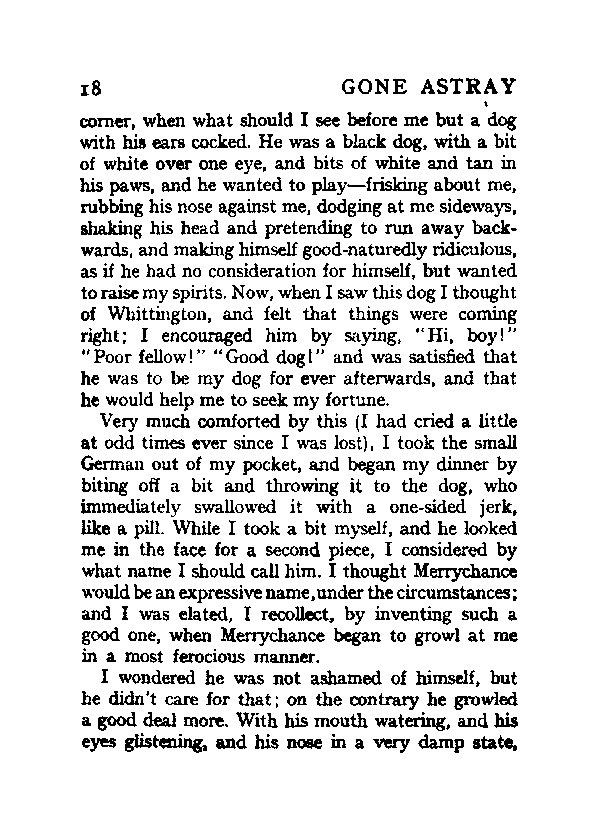 18 GONE ASTRAY
corner, when what should I see before me but a dog
with his ears cocked. He was a black dog, with a bit
of white over one eye, and bits of white and tan in
his paws, and he wanted to play—frisking about me,
rubbing his nose against me, dodging at me sideways,
shaking his head and pretending to run away back-
wards, and making himself good-naturedly ridiculous,
as if he had no consideration for himself, but wanted
to raise my spirits. Now, when I saw this dog I thought
of Whittington, and felt that things were coming
right; I encouraged him by saying, "Hi, boy!"
"Poor fellow!" "Good dog!" and was satisfied that
he was to be my dog for ever afterwards, and that
he would help me to seek my fortune.
Very much comforted by this (I had cried a little
at odd times ever since I was lost), I took the small
German out of my pocket, and began my dinner by
biting off a bit and throwing it to the dog, who
immediately swallowed it with a one-sided jerk,
like a pill. While I took a bit myself, and he looked
me in the face for a second piece, I considered by
what name I should call him. I thought Merrychance
would be an expressive name, under the circumstances;
and I was elated, I recollect, by inventing such a
good one, when Merrychance began to growl at me
in a most ferocious manner.
I wondered he was not ashamed of himself, but
he didn't care for that; on the contrary he growled
a good deal more. With his mouth watering, and his
eyes glistening, and his nose in a very damp state,